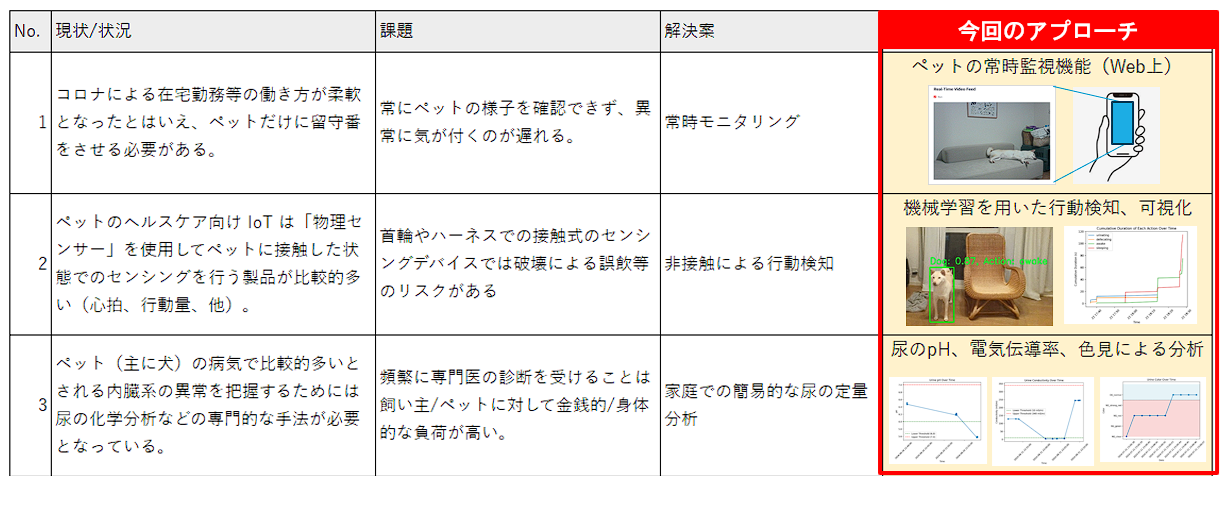 No.
現状/状況
課題
解決案
今回のアプローチ
1
コロナによる在宅勤務等の働き方が柔軟
となったとはいえ、ペットだけに留守番
をさせる必要がある。
常にペットの様子を確認できず、異
常に気が付くのが遅れる。
常時モニタリング
ペットの常時監視機能（Web上）
Real-Time Video Feed
2
ペットのヘルスケア向け IoT は「物理セ
ンサー」を使用してペットに接触した状
態でのセンシングを行う製品が比較的多
い（心拍、行動量、他）。
首輪やハーネスでの接触式のセンシ
ングデバイスでは破壊による誤飲等
のリスクがある
非接触による行動検知
機械学習を用いた行動検知、可視化
Dog: 0.97, Action: awake
Cumulative Duration of Each Action Over Time
urinating
defecating
awake
sleeping
Cumulative Duration (s)
120
100
80
60
40
20
0
Time
3
ペット（主に犬）の病気で比較的多いと
される内臓系の異常を把握するためには
尿の化学分析などの専門的な手法が必要
となっている。
頻繁に専門医の診断を受けることは
飼い主/ペットに対して金銭的/身体
的な負荷が高い。
家庭での簡易的な尿の定量
分析
尿のpH、電気伝導率、色見による分析
Urine pH Over Time
Time
Urine Conductivity Over Time
Time
Urine Color Over Time
Time